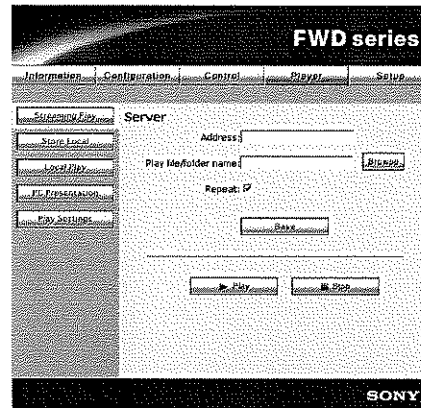 FWD series
Information Configuration Control Player Setup
Streaming Play
Store Local
Local Play
PC Presentation
Play Settings
Server
Address:
Play file/folder name: Browse
Repeat:
Save
Play Stop
SONY